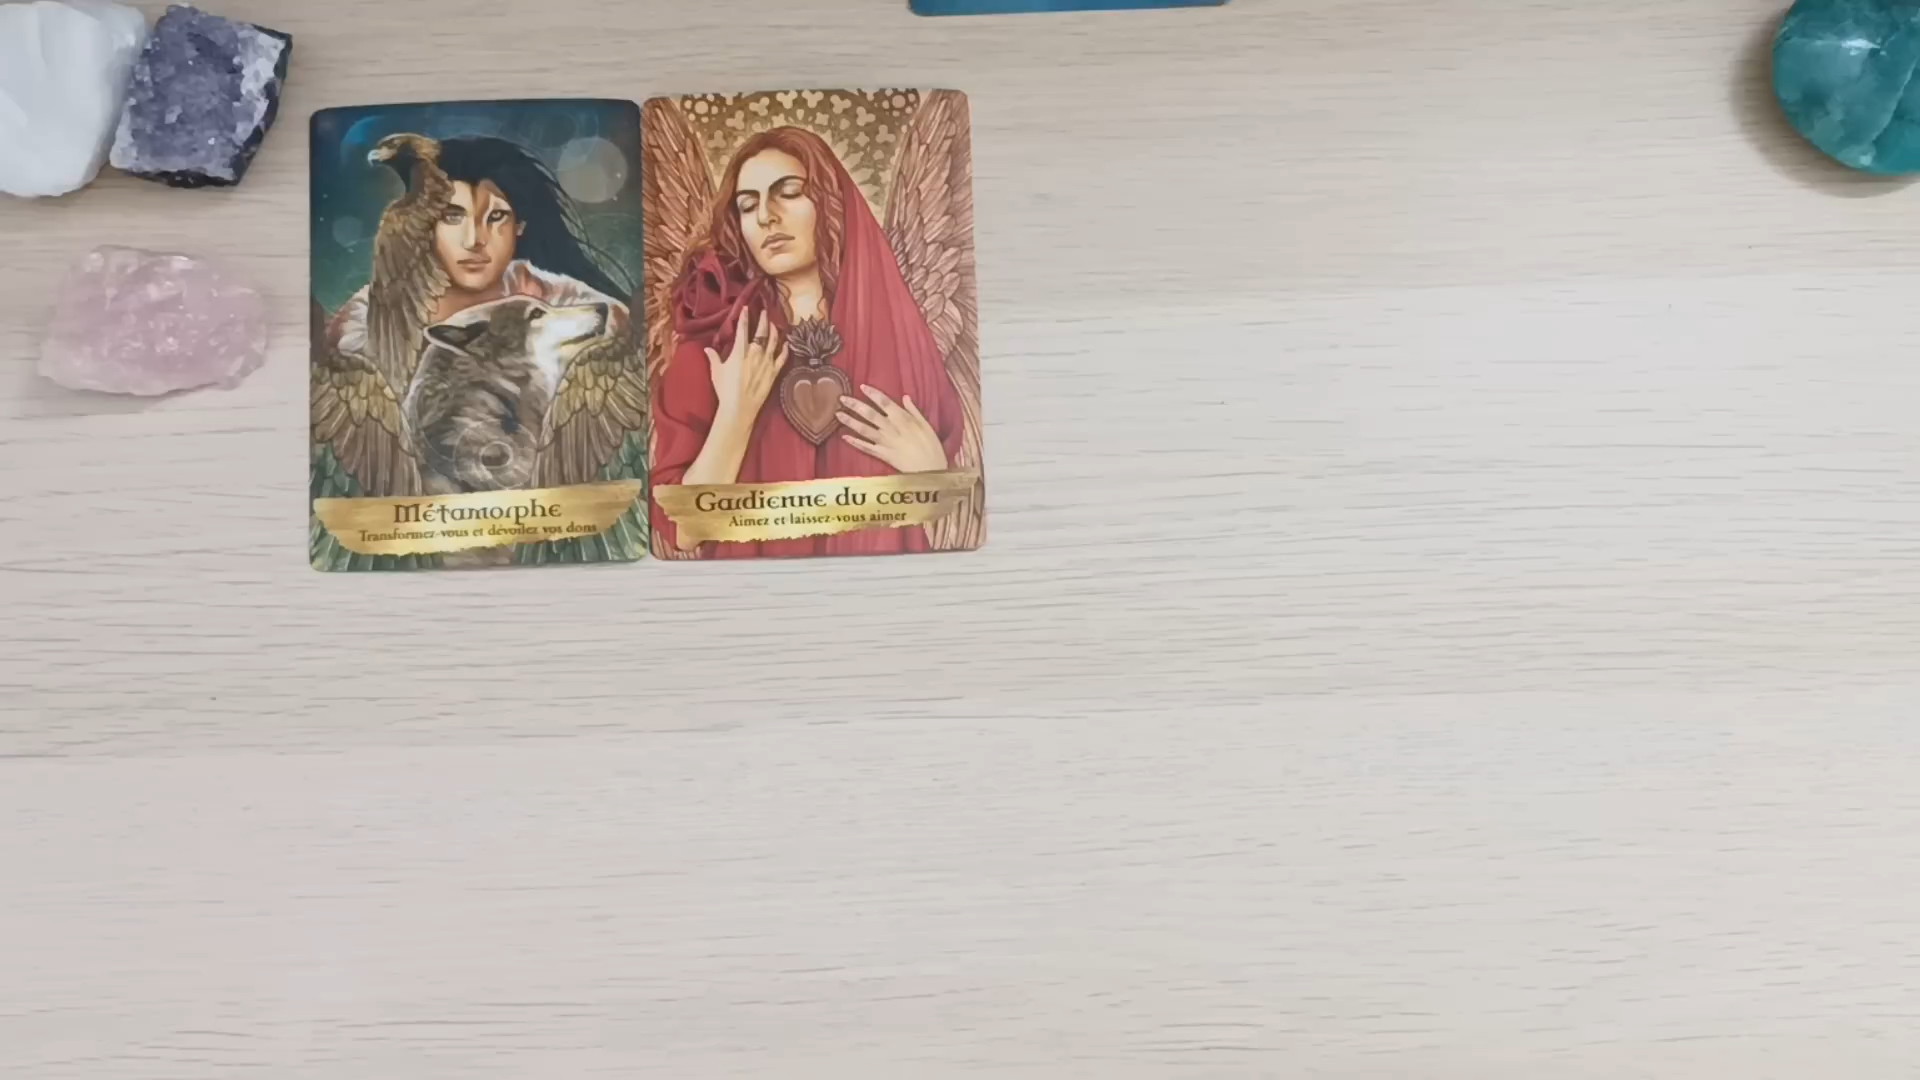 Métamorphe
Transformez-vous et dévoilez vos dons
Gardienne du cœur
Aimez et laissez-vous aimer